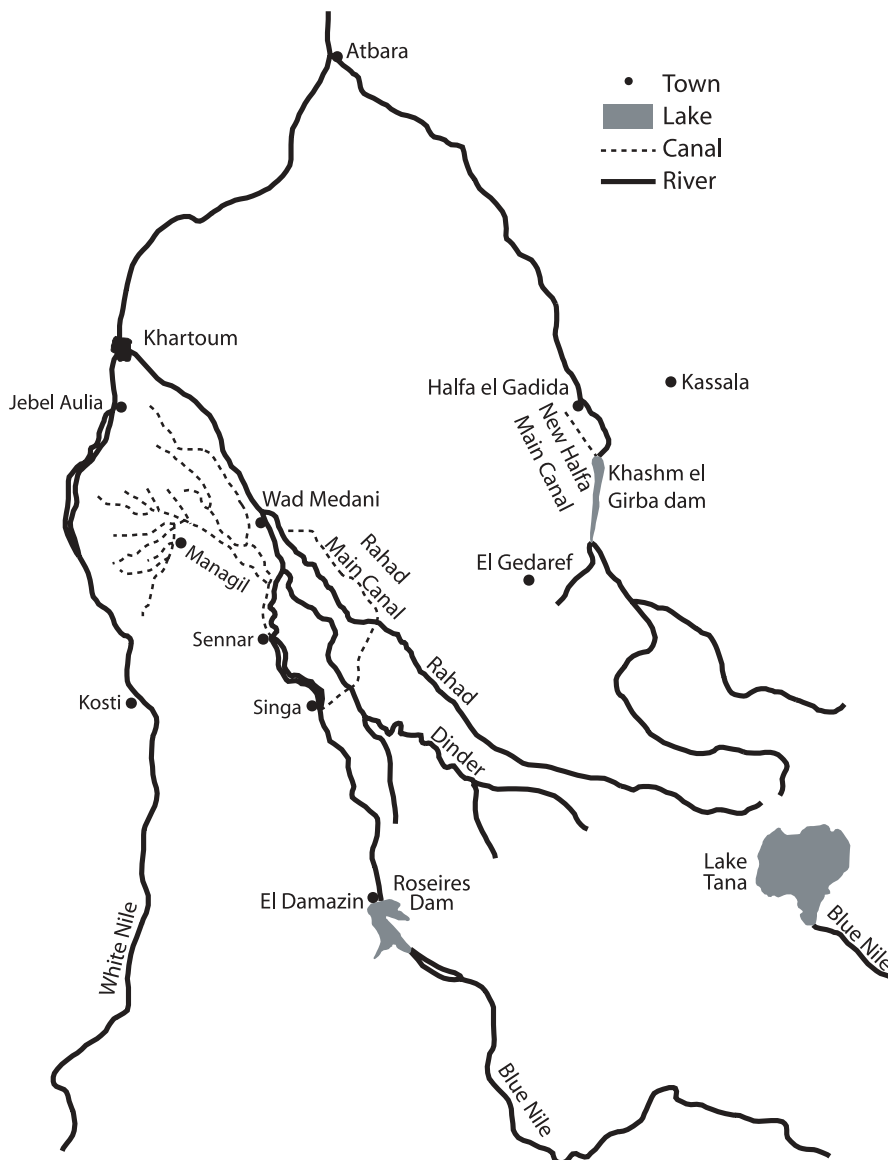 Atbara
Town
Lake
Canal
River
Khartoum
Jebel Aulia
Halfa el Gadida
Kassala
New Halfa
Main Canal
Khashm el
Girba dam
Wad Medani
Rahad
Main Canal
Managil
El Gedaref
Sennar
Rahad
Kosti
Singa
Dinder
Lake
Tana
El Damazin
Roseires
Dam
Blue Nile
White Nile
Blue Nile